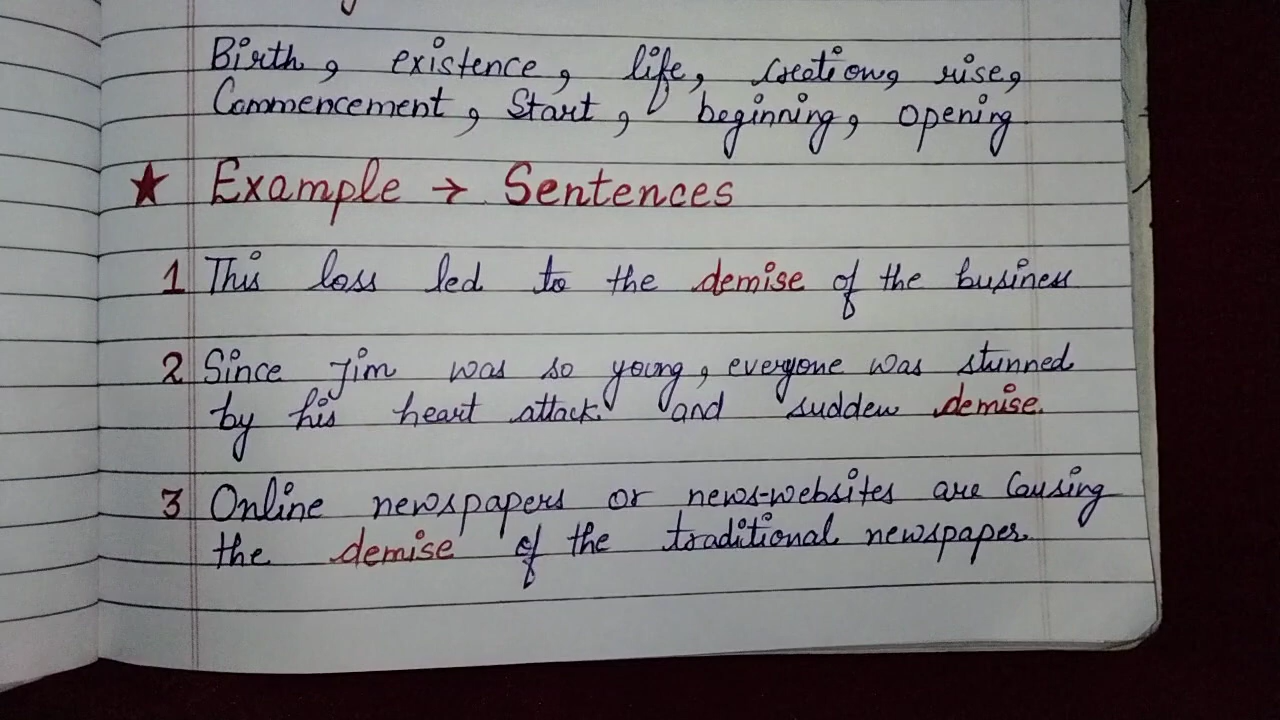 Birth, existence, life, creation, rise,
Commencement, Start, beginning, opening
★ Example → Sentences
1 This loss led to the demise of the business
2 Since Jim was so young, everyone was stunned
by his heart attack and sudden demise.
3 Online newspapers or news-websites are Causing
the demise of the traditional newspaper